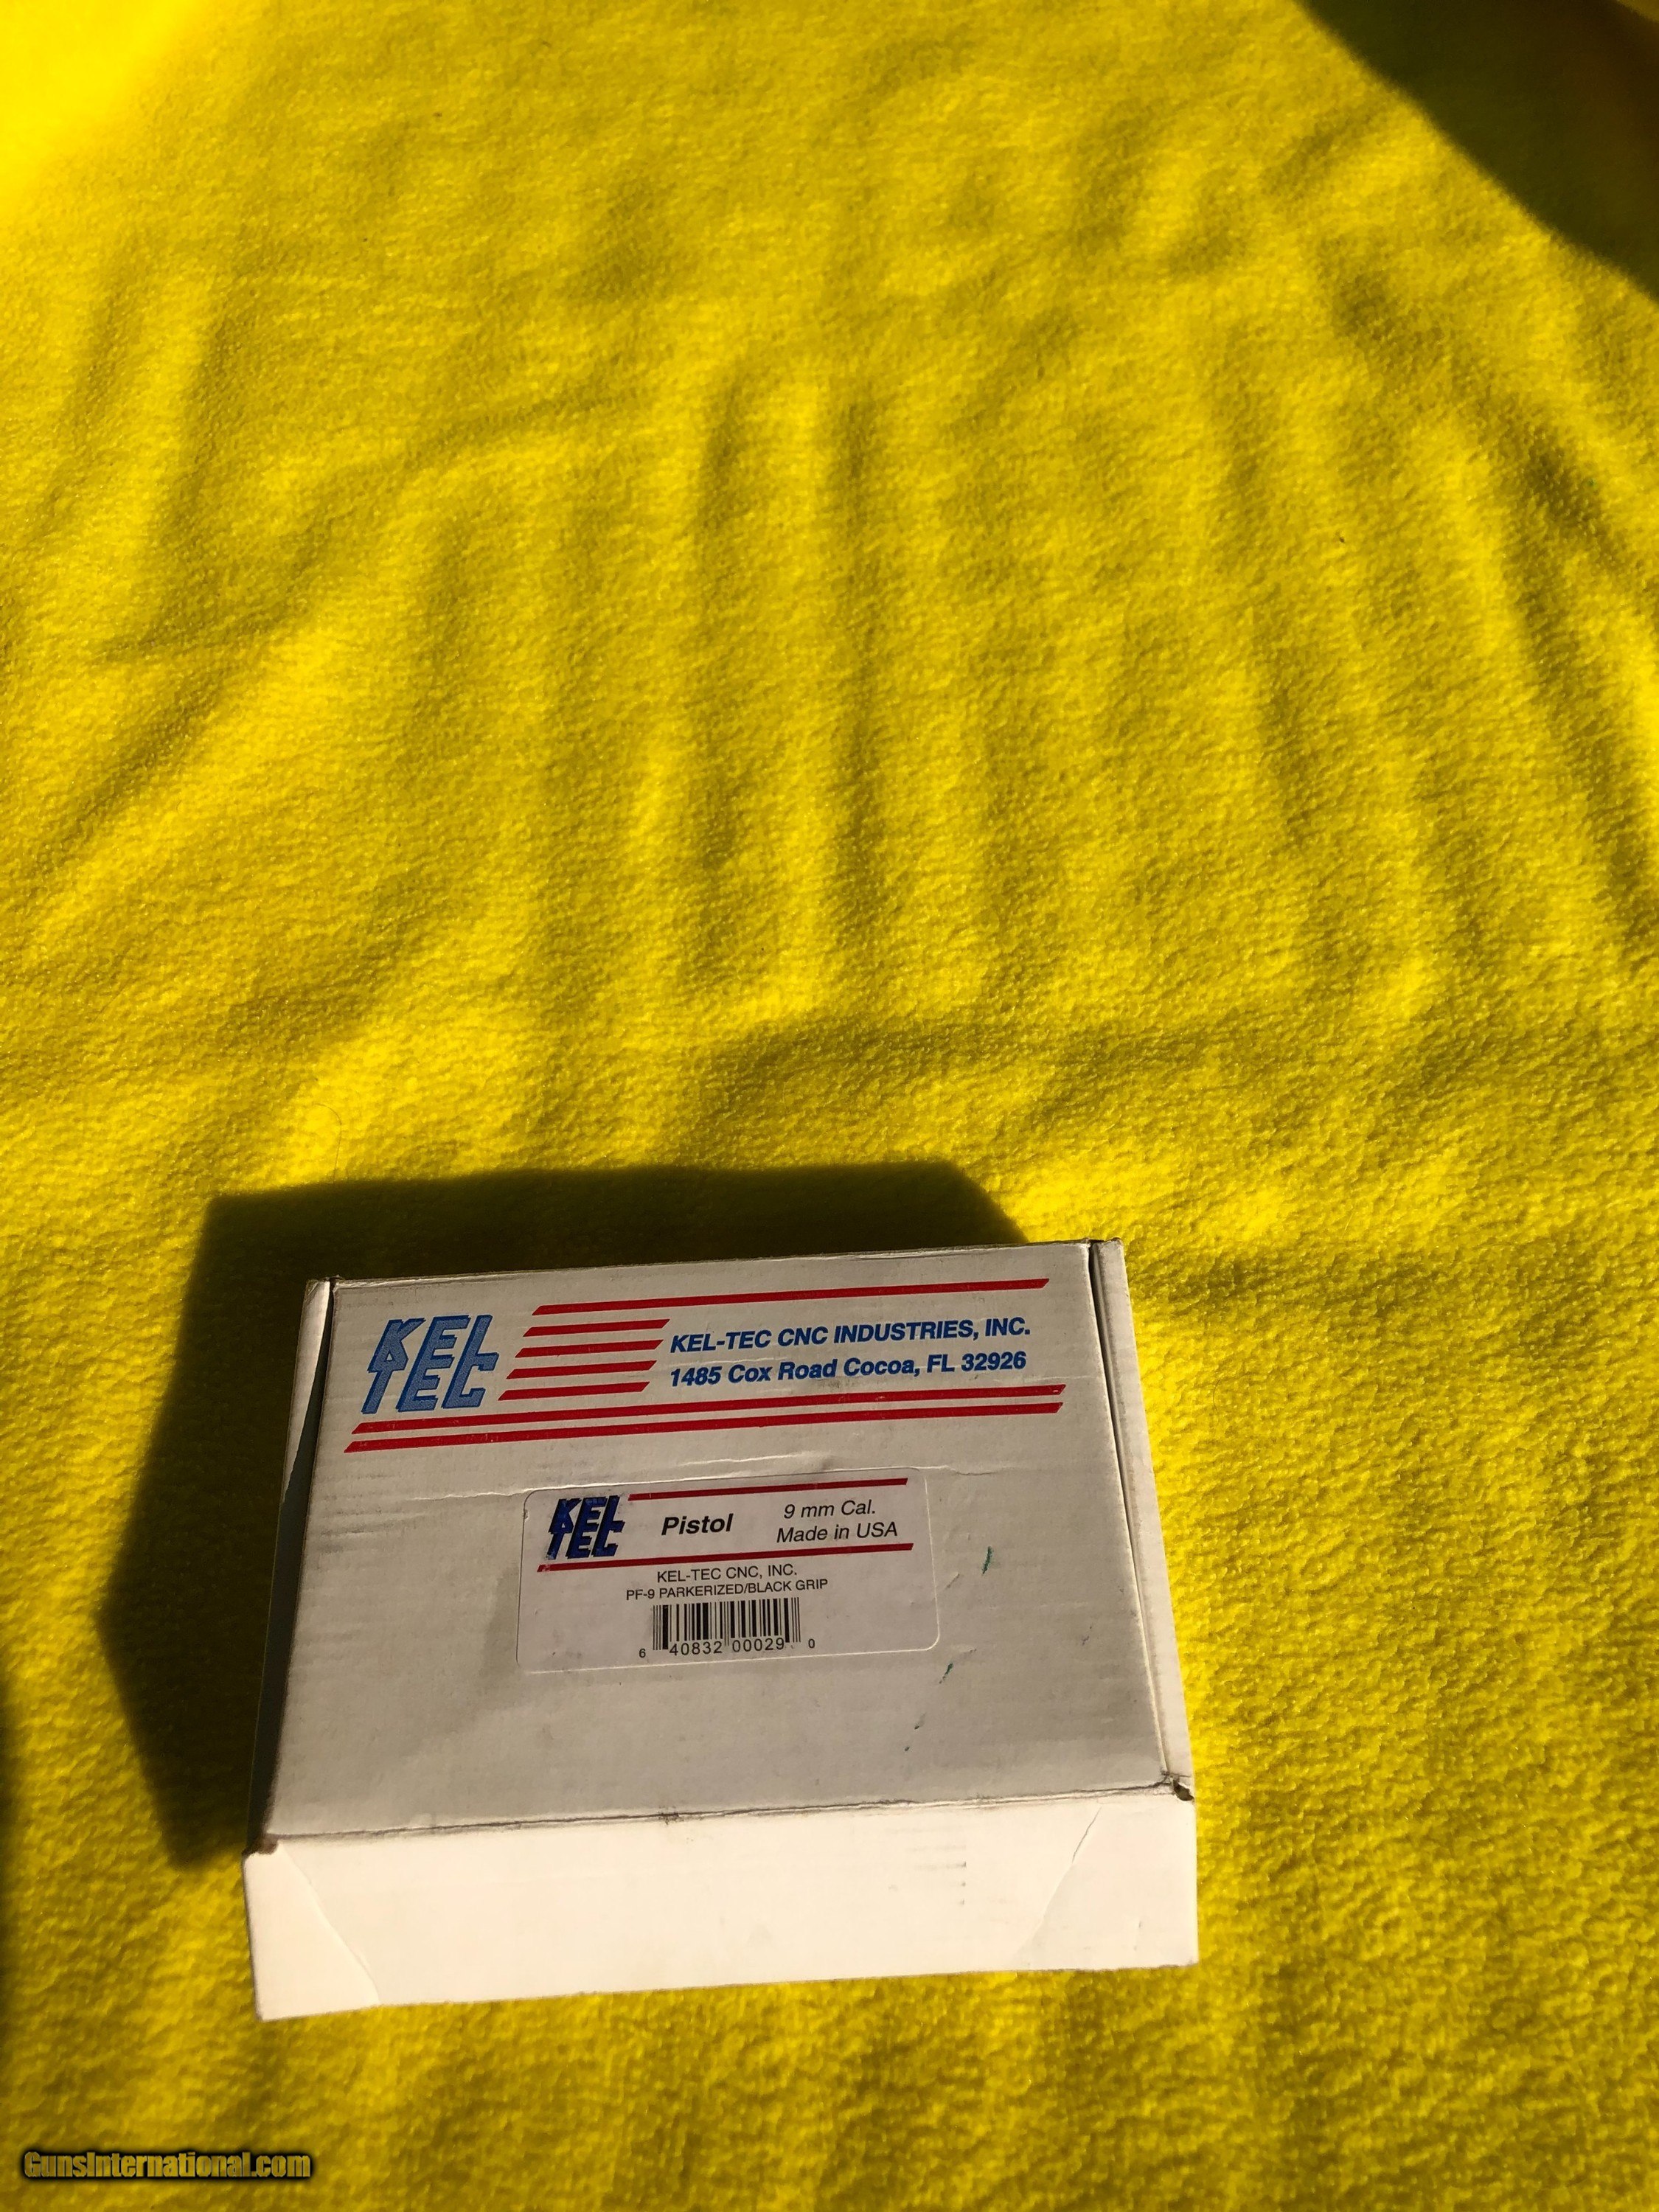 KEL
TEC
KEL-TEC CNC INDUSTRIES, INC.
1485 Cox Road Cocoa, FL 32926
KEL
TEC
Pistol
9 mm Cal.
Made in USA
KEL-TEC CNC, INC.
PF-9 PARKERIZED/BLACK GRIP
6 40832 00029 0
GunsInternational.com